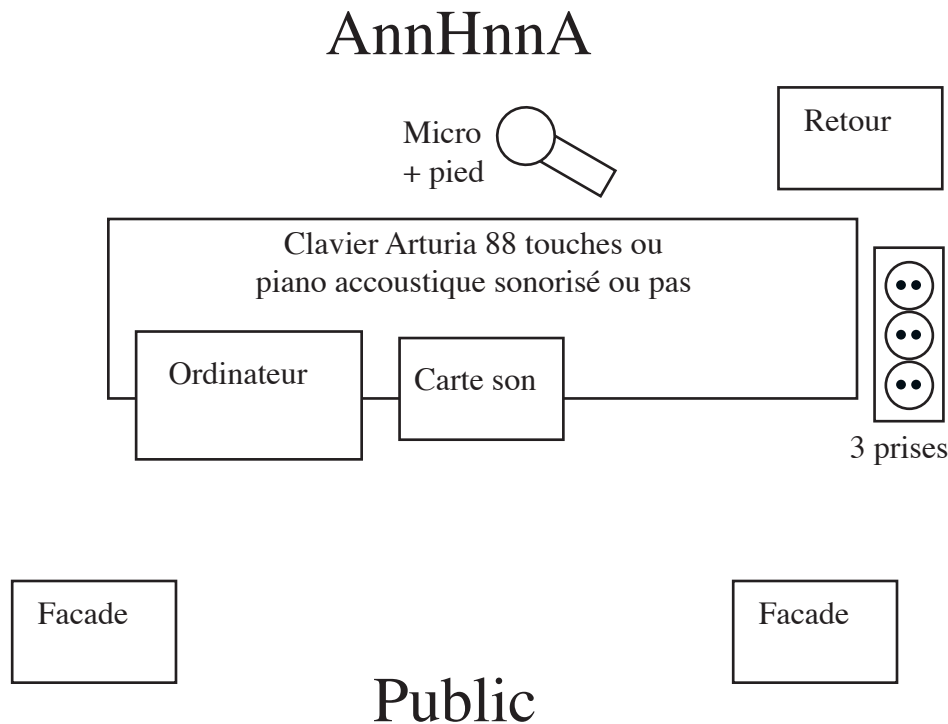 AnnHnnA
Micro
+ pied
Retour
Clavier Arturia 88 touches ou
piano accoustique sonorisé ou pas
Ordinateur
Carte son
3 prises
Facade
Facade
Public